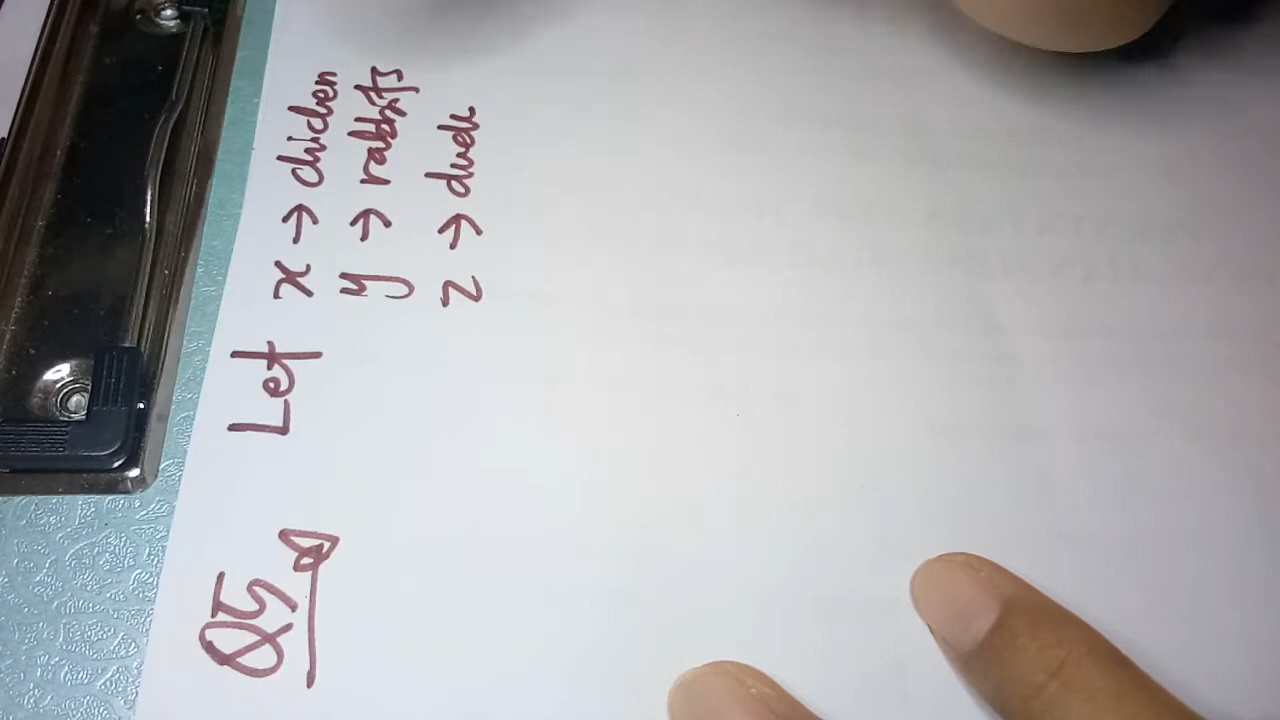 Q5 Let x → chicken
y → rabbits
z → duck